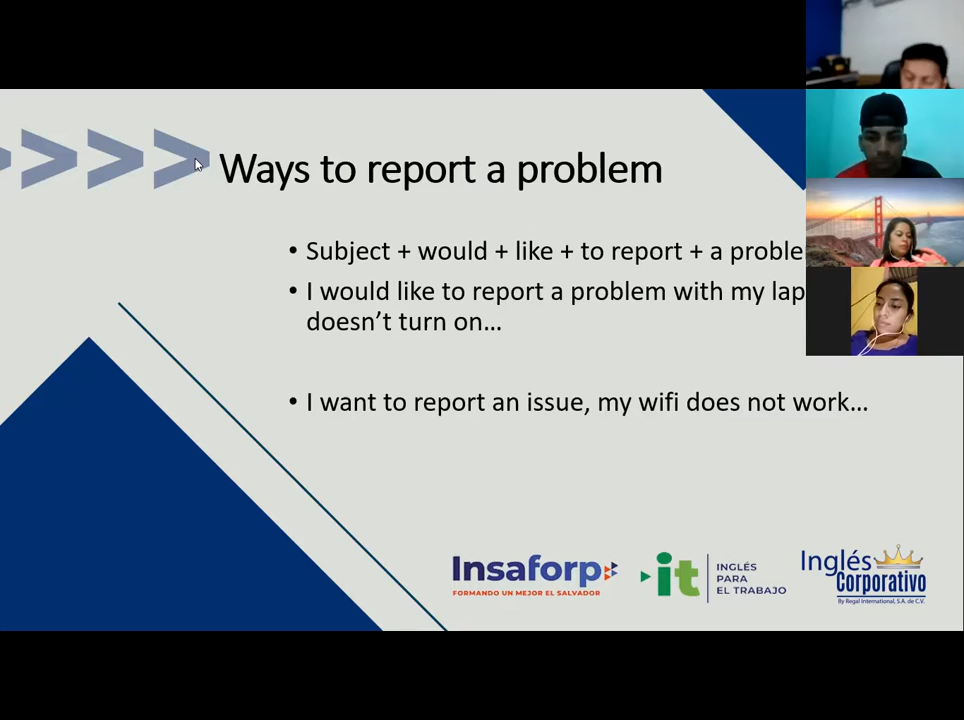 Ways to report a problem
• Subject + would + like + to report + a proble
• I would like to report a problem with my lap
doesn't turn on...
• I want to report an issue, my wifi does not work...
Insaforp
FORMANDO UN MEJOR EL SALVADOR
it
INGLÉS
PARA
EL TRABAJO
Inglés
Corporativo
By Regal International, S.A. de C.V.